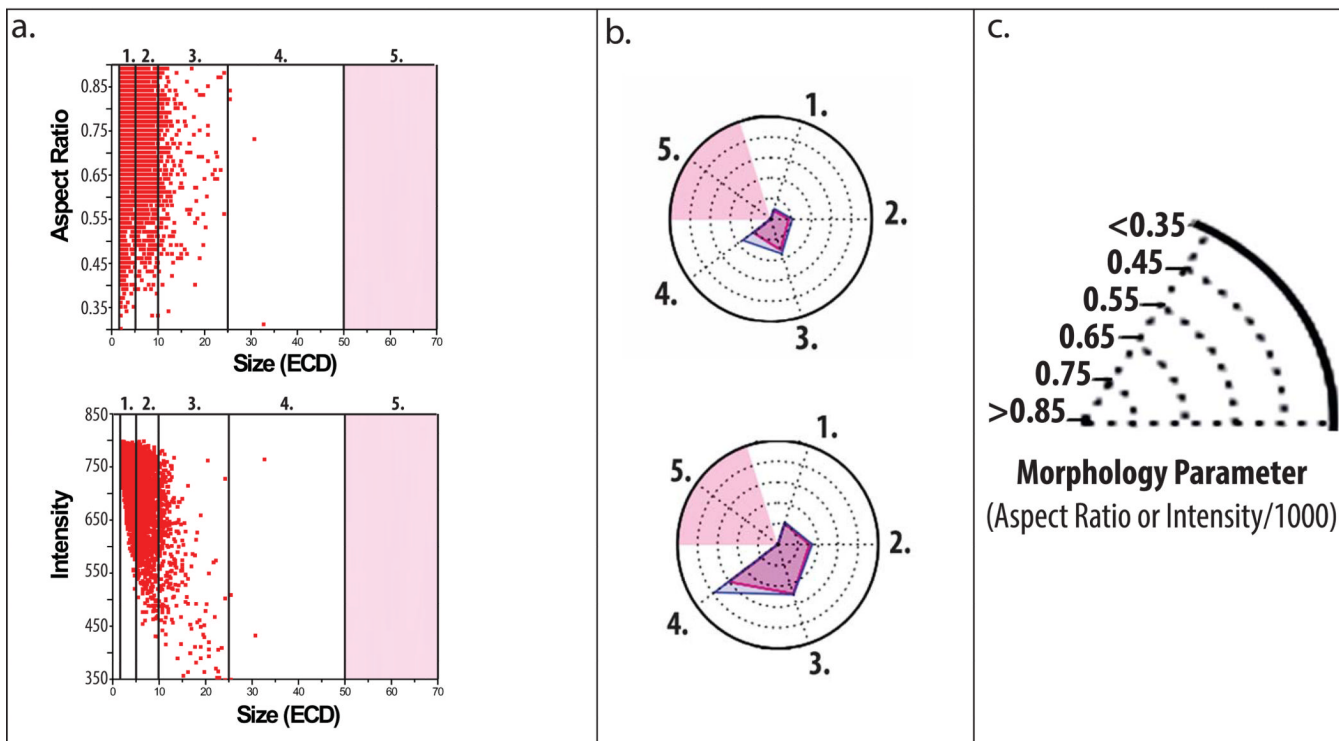 a.
1. 2. 3. 4. 5.
0.85
0.75
0.65
0.55
0.45
0.35
Aspect Ratio
0 10 20 30 40 50 60 70
Size (ECD)
1. 2. 3. 4. 5.
850
750
650
550
450
350
Intensity
0 10 20 30 40 50 60 70
Size (ECD)
b.
1.
2.
3.
4.
5.
1.
2.
3.
4.
5.
c.
<0.35
0.45
0.55
0.65
0.75
>0.85
Morphology Parameter
(Aspect Ratio or Intensity/1000)